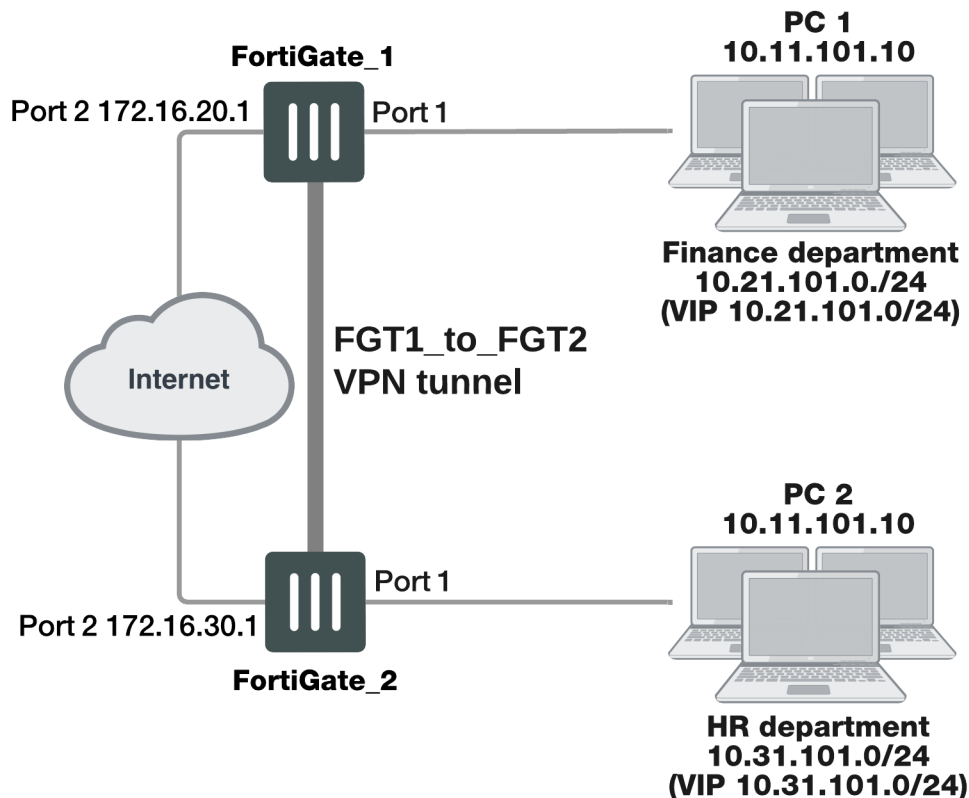 PC 1
10.11.101.10
FortiGate_1
Port 2 172.16.20.1
Port 1
Finance department
10.21.101.0./24
(VIP 10.21.101.0/24)
FGT1_to_FGT2
VPN tunnel
Internet
PC 2
10.11.101.10
Port 1
Port 2 172.16.30.1
FortiGate_2
HR department
10.31.101.0/24
(VIP 10.31.101.0/24)